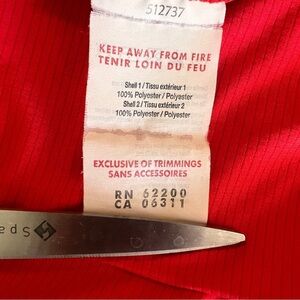 512737
KEEP AWAY FROM FIRE
TENIR LOIN DU FEU
Shell 1 / Tissu extérieur 1
100% Polyester / Polyester
Shell 2 / Tissu extérieur 2
100% Polyester / Polyester
EXCLUSIVE OF TRIMMINGS
SANS ACCESSOIRES
RN 62200
CA 06311